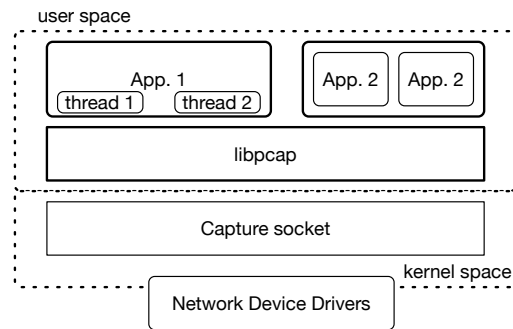 user space
App. 1
thread 1 thread 2
App. 2 App. 2
libpcap
Capture socket
kernel space
Network Device Drivers